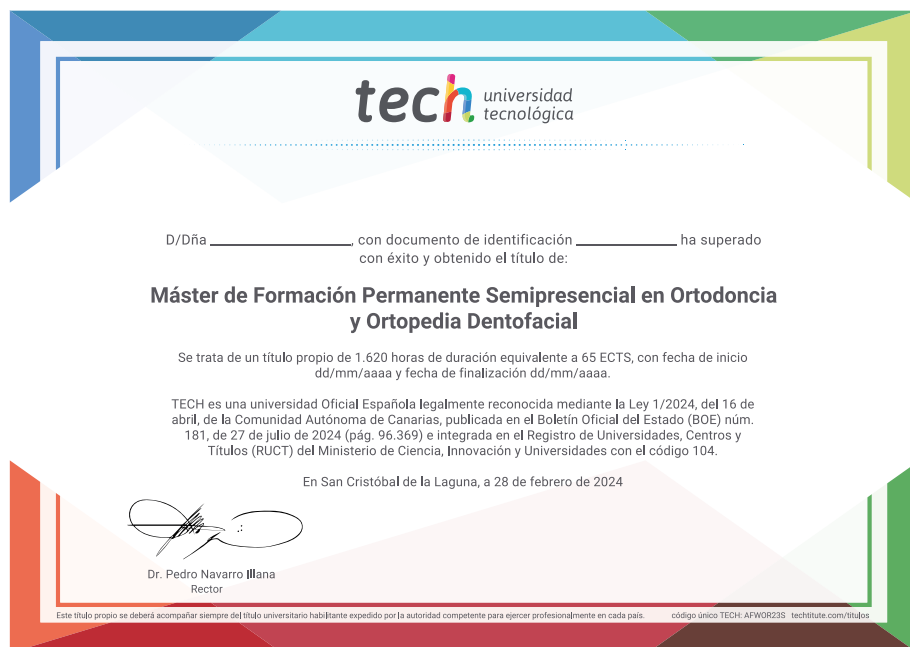 tech universidad
tecnológica
D/Dña ____________________, con documento de identificación ______________ ha superado
con éxito y obtenido el título de:
Máster de Formación Permanente Semipresencial en Ortodoncia
y Ortopedia Dentofacial
Se trata de un título propio de 1.620 horas de duración equivalente a 65 ECTS, con fecha de inicio
dd/mm/aaaa y fecha de finalización dd/mm/aaaa.
TECH es una universidad Oficial Española legalmente reconocida mediante la Ley 1/2024, del 16 de
abril, de la Comunidad Autónoma de Canarias, publicada en el Boletín Oficial del Estado (BOE) núm.
181, de 27 de julio de 2024 (pág. 96.369) e integrada en el Registro de Universidades, Centros y
Títulos (RUCT) del Ministerio de Ciencia, Innovación y Universidades con el código 104.
En San Cristóbal de la Laguna, a 28 de febrero de 2024
Dr. Pedro Navarro Illana
Rector
Este título propio se deberá acompañar siempre del título universitario habilitante expedido por la autoridad competente para ejercer profesionalmente en cada país. código único TECH: AFWOR23S techtitute.com/titulos